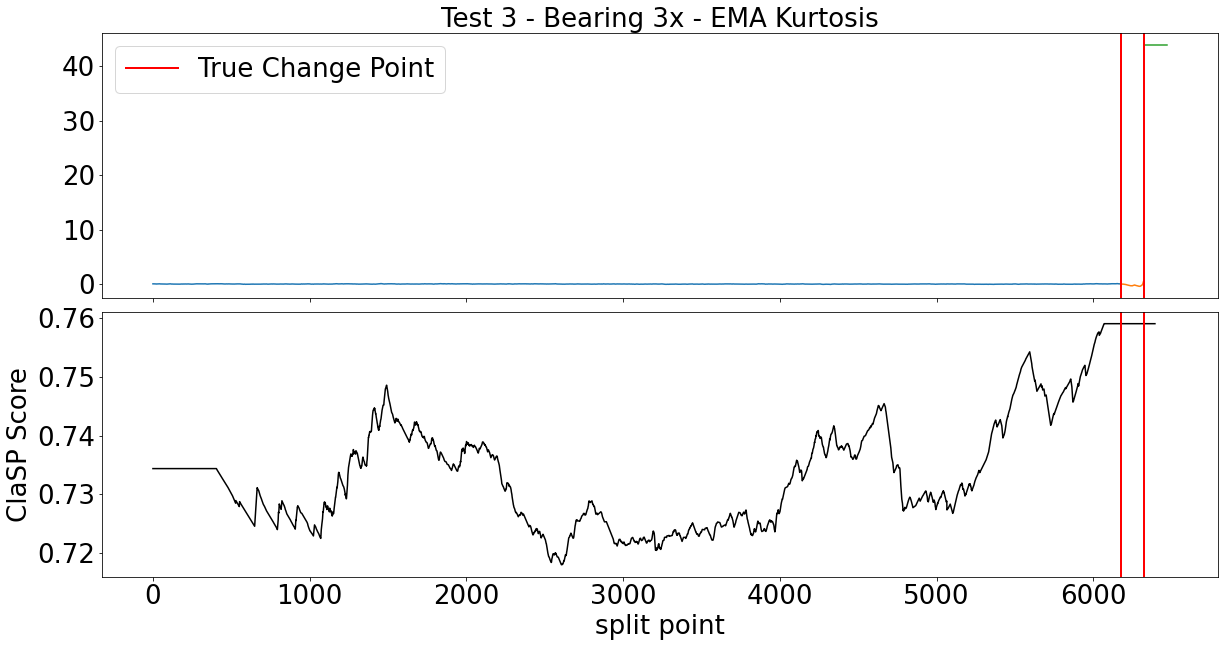 Test 3 - Bearing 3x - EMA Kurtosis
True Change Point
40
30
20
10
0
ClaSP Score
0.76
0.75
0.74
0.73
0.72
0 1000 2000 3000 4000 5000 6000
split point